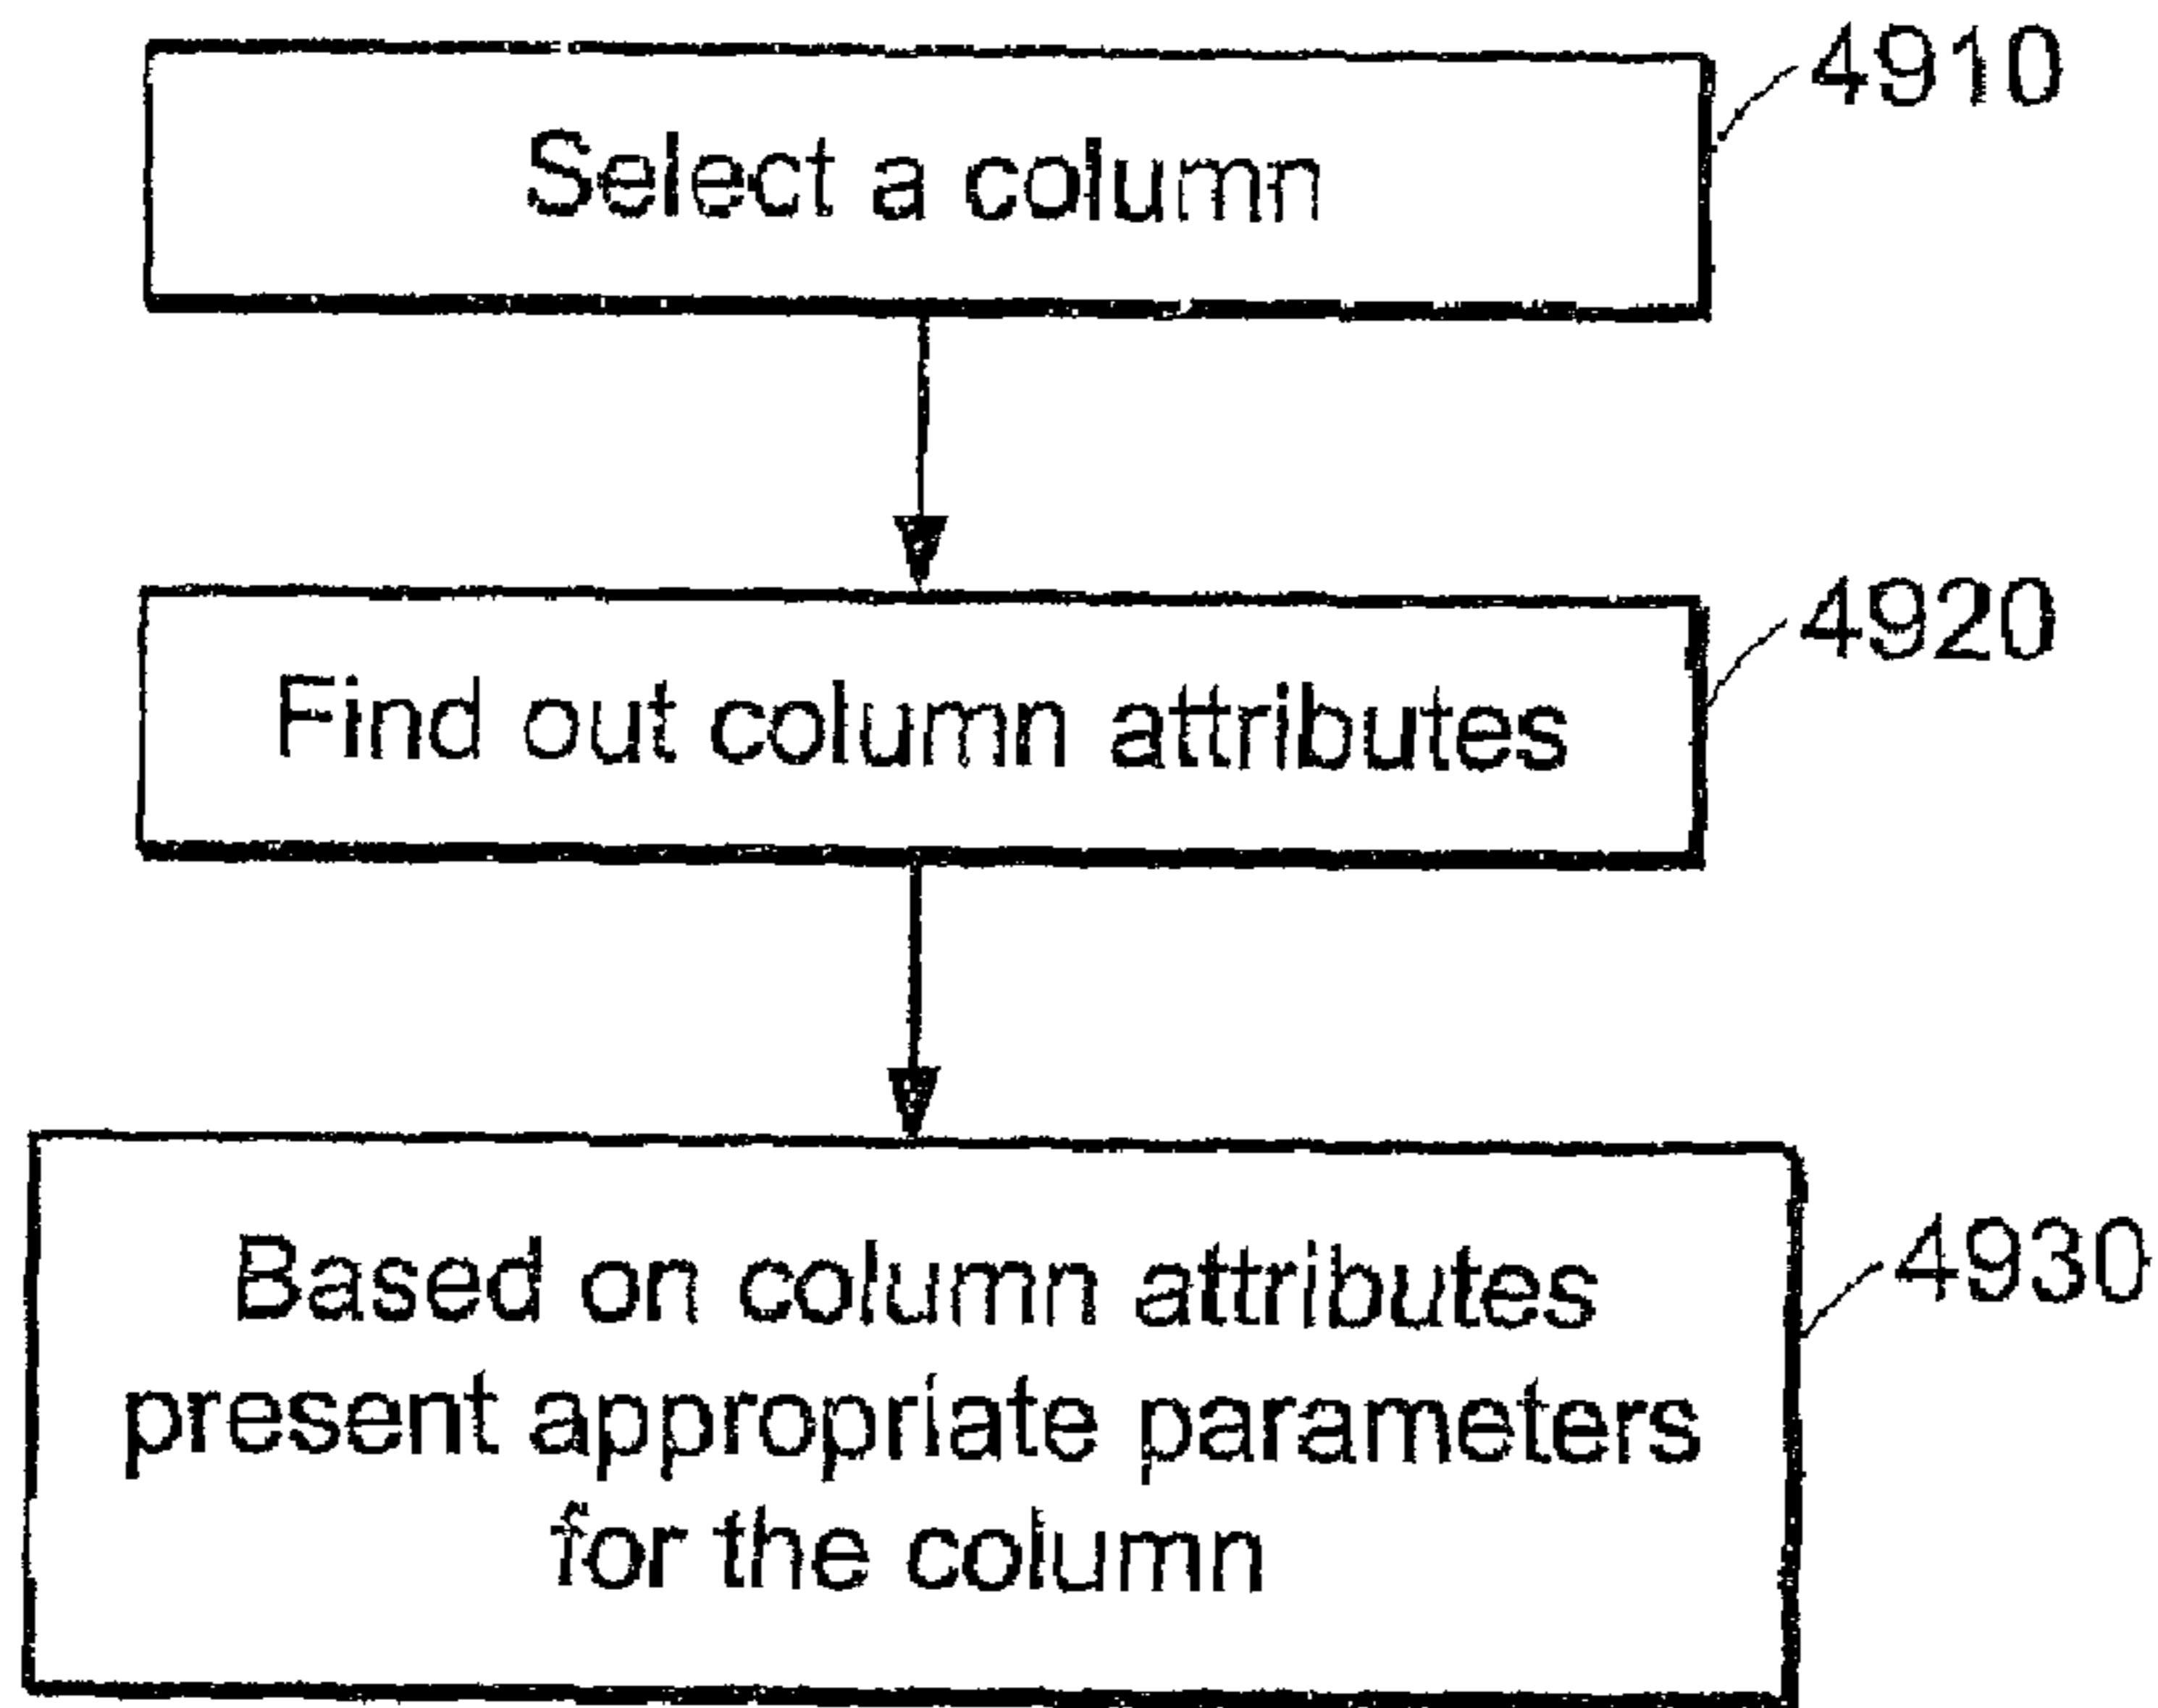 4910
Select a column
4920
Find out column attributes
4930
Based on column attributes
present appropriate parameters
for the column